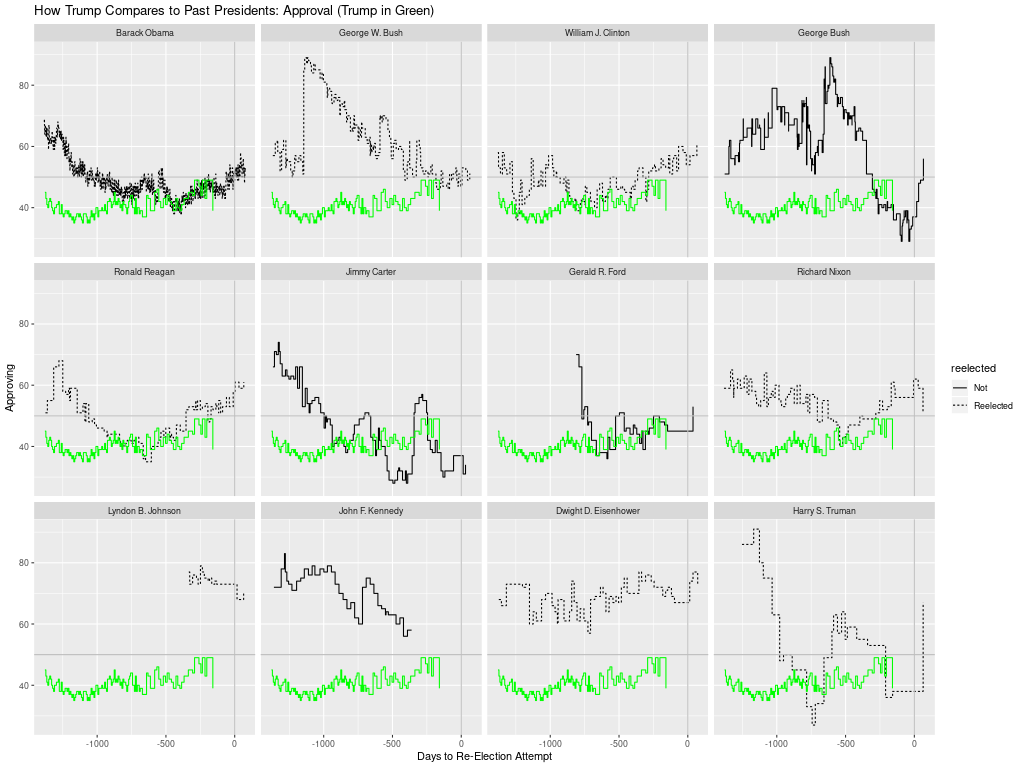 How Trump Compares to Past Presidents: Approval (Trump in Green)
Barack Obama
George W. Bush
William J. Clinton
George Bush
80
60
40
Ronald Reagan
Jimmy Carter
Gerald R. Ford
Richard Nixon
80
60
40
Approving
reelected
Not
Reelected
Lyndon B. Johnson
John F. Kennedy
Dwight D. Eisenhower
Harry S. Truman
80
60
40
-1000 -500 0 -1000 -500 0 -1000 -500 0 -1000 -500 0
Days to Re-Election Attempt